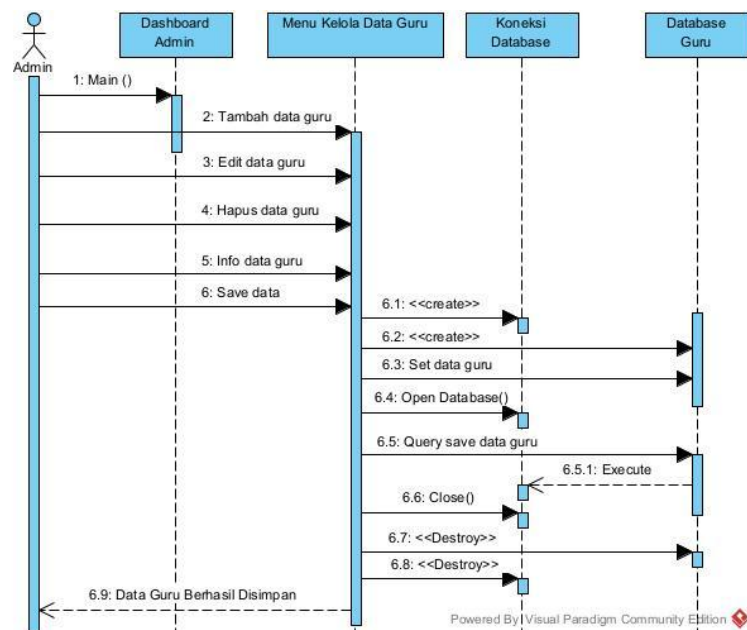 Dashboard
Admin
Menu Kelola Data Guru
Koneksi
Database
Database
Guru
Admin
1: Main ()
2: Tambah data guru
3: Edit data guru
4: Hapus data guru
5: Info data guru
6: Save data
6.1: <<create>>
6.2: <<create>>
6.3: Set data guru
6.4: Open Database()
6.5: Query save data guru
6.5.1: Execute
6.6: Close()
6.7: <<Destroy>>
6.8: <<Destroy>>
6.9: Data Guru Berhasil Disimpan
Powered By Visual Paradigm Community Edition